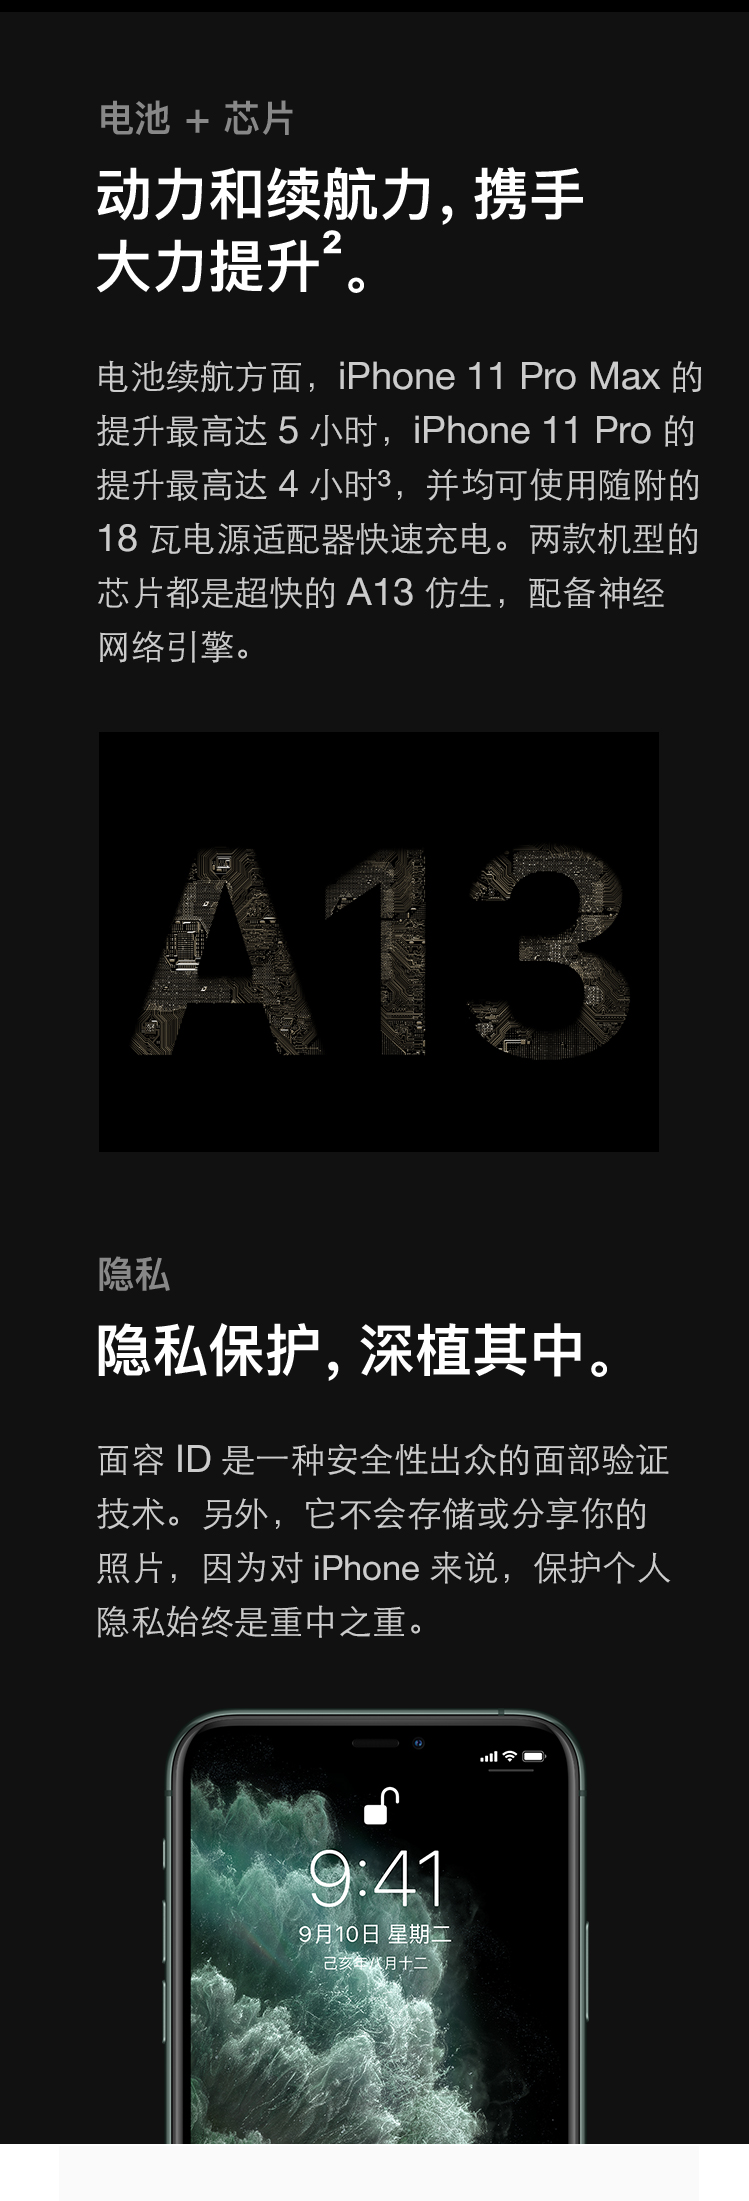 电池 + 芯片
动力和续航力, 携手
大力提升²。
电池续航方面，iPhone 11 Pro Max 的
提升最高达 5 小时，iPhone 11 Pro 的
提升最高达 4 小时³，并均可使用随附的
18 瓦电源适配器快速充电。两款机型的
芯片都是超快的 A13 仿生，配备神经
网络引擎。
A13
隐私
隐私保护, 深植其中。
面容 ID 是一种安全性出众的面部验证
技术。另外，它不会存储或分享你的
照片，因为对 iPhone 来说，保护个人
隐私始终是重中之重。
9:41
9月10日 星期二
己亥年八月十二